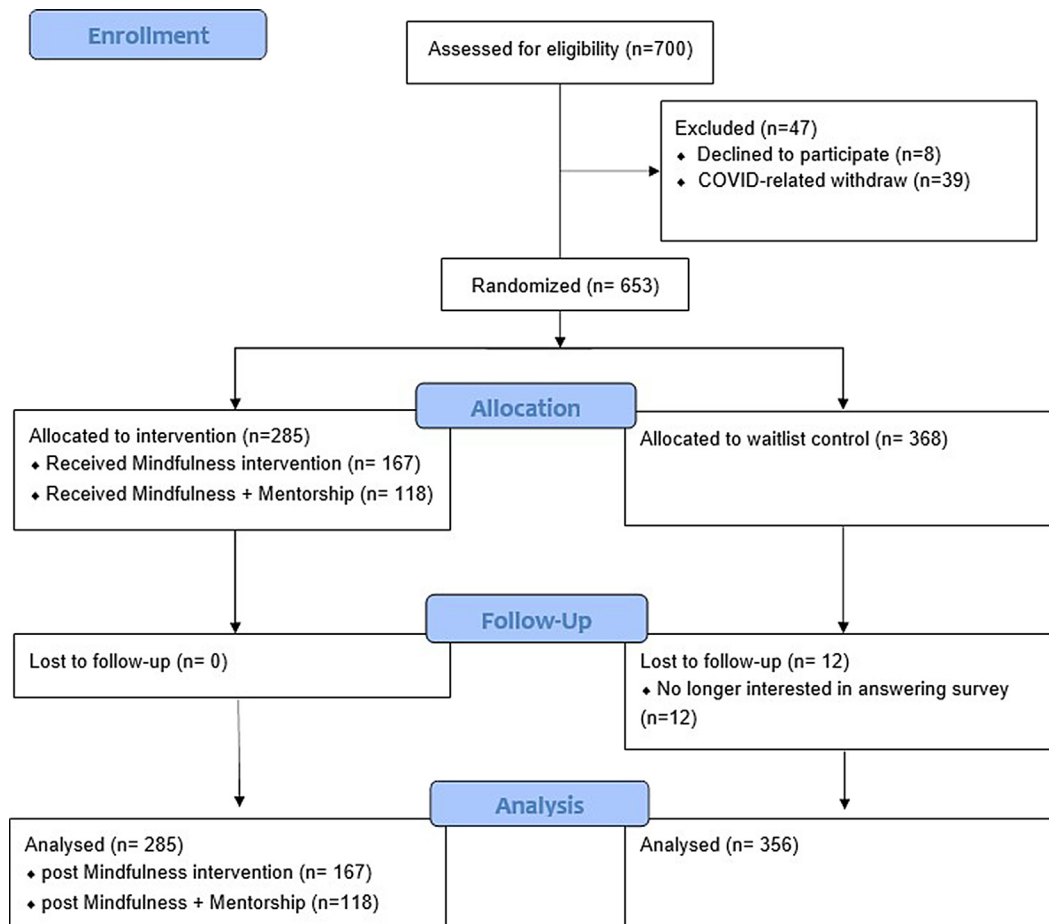 Enrollment
Assessed for eligibility (n=700)
Excluded (n=47)
⬥ Declined to participate (n=8)
⬥ COVID-related withdraw (n=39)
Randomized (n= 653)
Allocation
Allocated to intervention (n=285)
⬥ Received Mindfulness intervention (n= 167)
⬥ Received Mindfulness + Mentorship (n= 118)
Allocated to waitlist control (n= 368)
Follow-Up
Lost to follow-up (n= 0)
Lost to follow-up (n= 12)
⬥ No longer interested in answering survey
(n=12)
Analysis
Analysed (n= 285)
⬥ post Mindfulness intervention (n= 167)
⬥ post Mindfulness + Mentorship (n=118)
Analysed (n= 356)